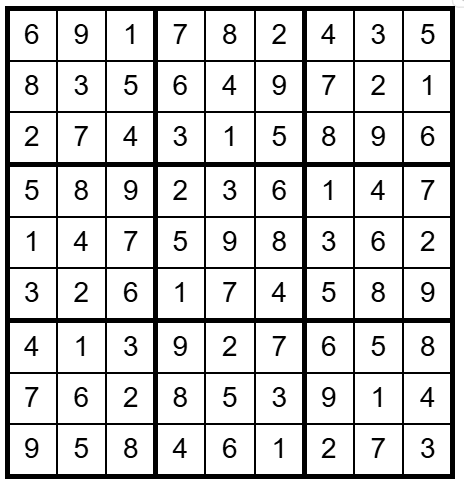 6 9 1 7 8 2 4 3 5
8 3 5 6 4 9 7 2 1
2 7 4 3 1 5 8 9 6
5 8 9 2 3 6 1 4 7
1 4 7 5 9 8 3 6 2
3 2 6 1 7 4 5 8 9
4 1 3 9 2 7 6 5 8
7 6 2 8 5 3 9 1 4
9 5 8 4 6 1 2 7 3